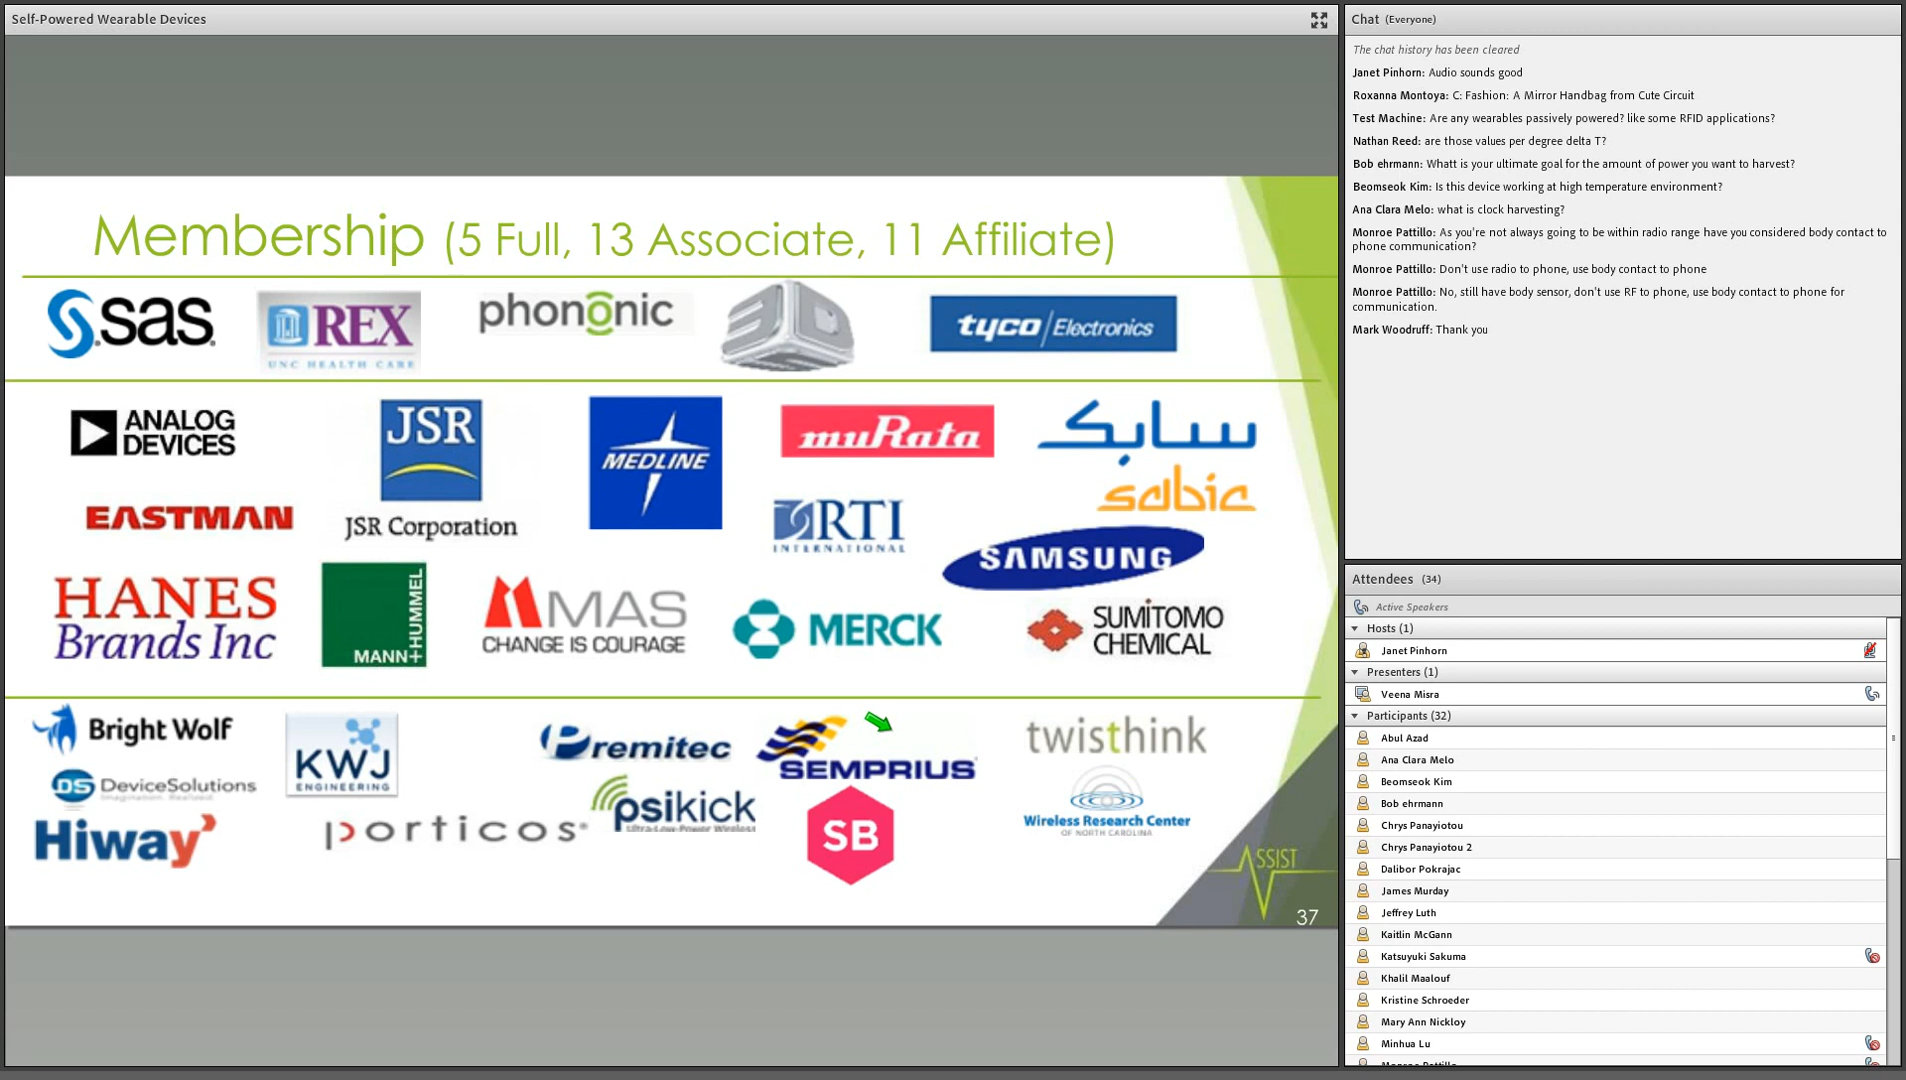 Self-Powered Wearable Devices
Membership (5 Full, 13 Associate, 11 Affiliate)
sas
REX
UNC HEALTH CARE
phononic
3D
tyco Electronics
ANALOG
DEVICES
JSR
JSR Corporation
MEDLINE
muRata
سابك
sabic
EASTMAN
RTI
INTERNATIONAL
SAMSUNG
HANES
Brands Inc
MANN+HUMMEL
MAS
CHANGE IS COURAGE
MERCK
SUMITOMO
CHEMICAL
Bright Wolf
KWJ
ENGINEERING
Premitec
SEMPRIUS
twisthink
DS DeviceSolutions
Imagination. Realized.
psikick
Ultra-Low-Power Wireless
Wireless Research Center
OF NORTH CAROLINA
Hiway
porticos
SB
ASSIST
37
Chat (Everyone)
The chat history has been cleared
Janet Pinhorn: Audio sounds good
Roxanna Montoya: C: Fashion: A Mirror Handbag from Cute Circuit
Test Machine: Are any wearables passively powered? like some RFID applications?
Nathan Reed: are those values per degree delta T?
Bob ehrmann: Whatt is your ultimate goal for the amount of power you want to harvest?
Beomseok Kim: Is this device working at high temperature environment?
Ana Clara Melo: what is clock harvesting?
Monroe Pattillo: As you're not always going to be within radio range have you considered body contact to
phone communication?
Monroe Pattillo: Don't use radio to phone, use body contact to phone
Monroe Pattillo: No, still have body sensor, don't use RF to phone, use body contact to phone for
communication.
Mark Woodruff: Thank you
Attendees (34)
Active Speakers
Hosts (1)
Janet Pinhorn
Presenters (1)
Veena Misra
Participants (32)
Abul Azad
Ana Clara Melo
Beomseok Kim
Bob ehrmann
Chrys Panayiotou
Chrys Panayiotou 2
Dalibor Pokrajac
James Murday
Jeffrey Luth
Kaitlin McGann
Katsuyuki Sakuma
Khalil Maalouf
Kristine Schroeder
Mary Ann Nickloy
Minhua Lu
Monroe Pattillo